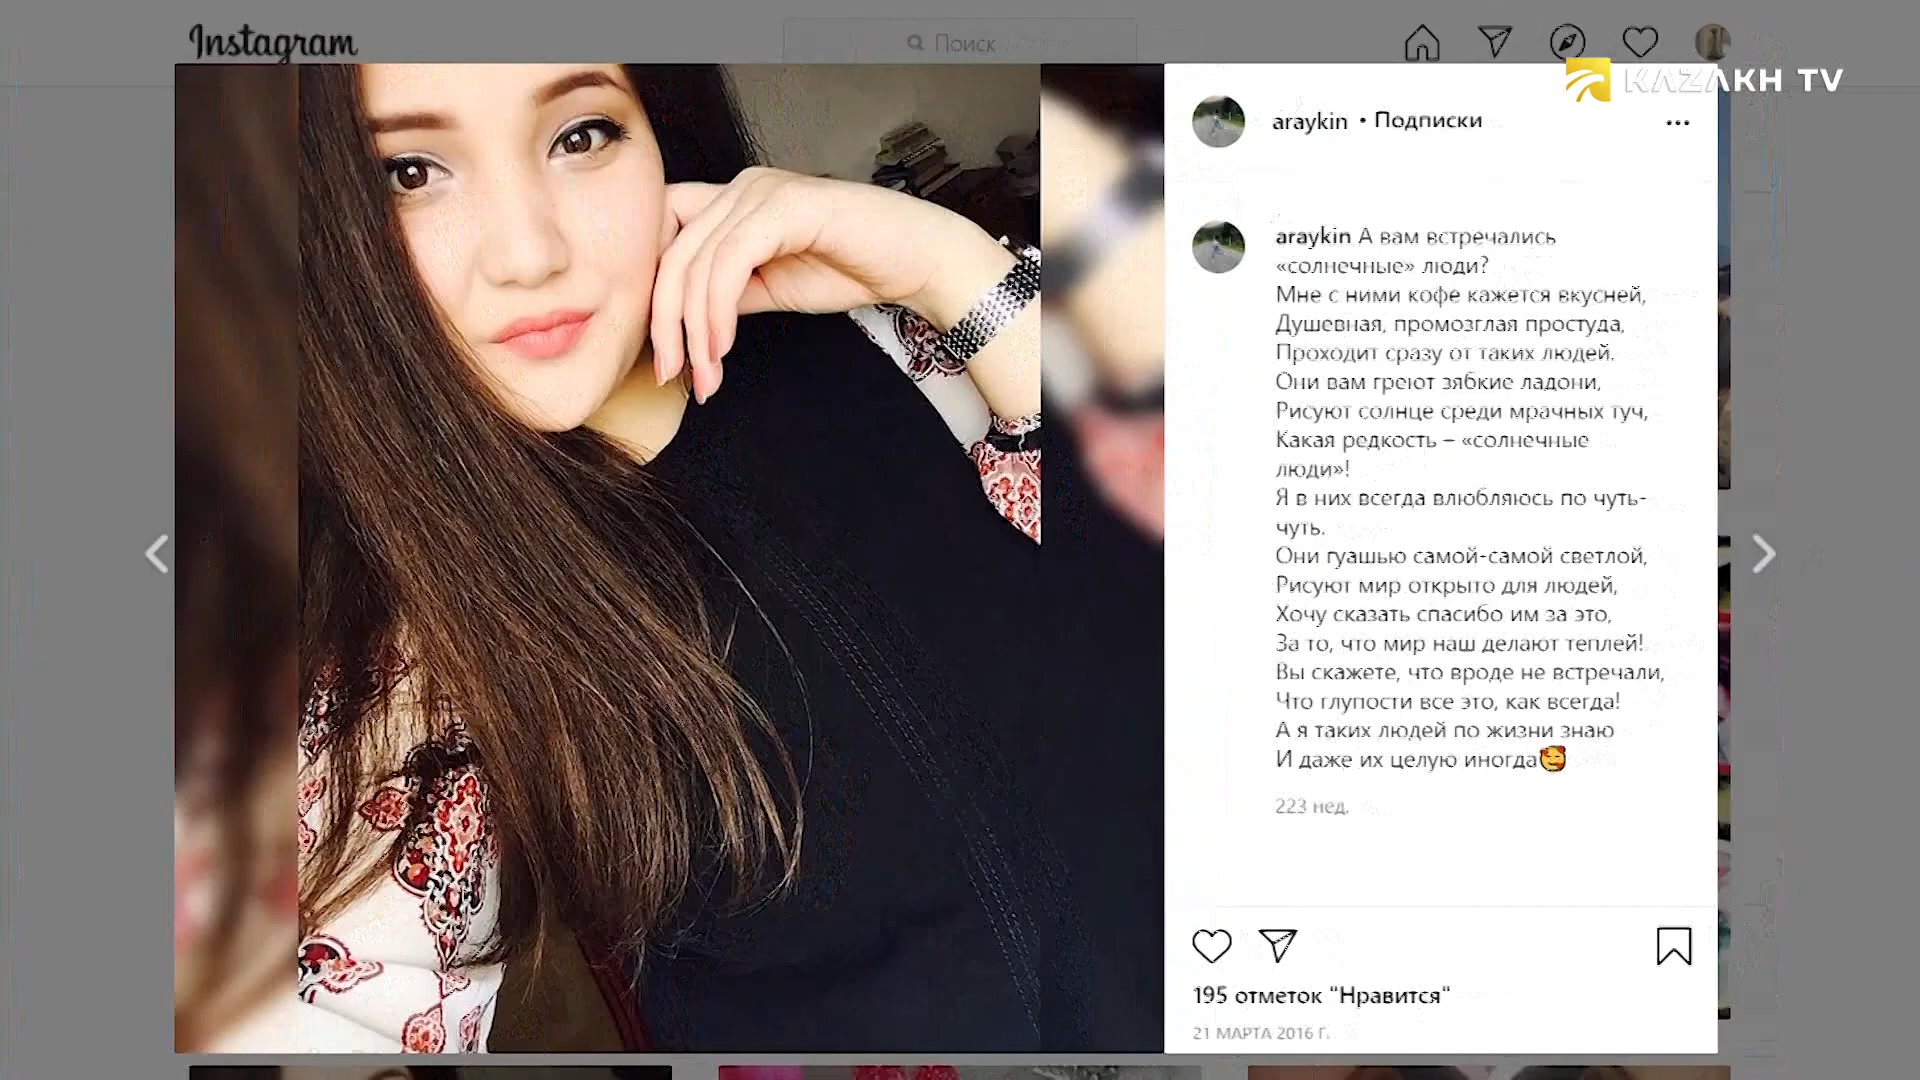 Instagram
Поиск
KAZAKH TV
araykin • Подписки
araykin А вам встречались
«солнечные» люди?
Мне с ними кофе кажется вкусней,
Душевная, промозглая простуда,
Проходит сразу от таких людей.
Они вам греют зябкие ладони,
Рисуют солнце среди мрачных туч,
Какая редкость – «солнечные
люди»!
Я в них всегда влюбляюсь по чуть-
чуть.
Они гуашью самой-самой светлой,
Рисуют мир открыто для людей,
Хочу сказать спасибо им за это,
За то, что мир наш делают теплей!
Вы скажете, что вроде не встречали,
Что глупости все это, как всегда!
А я таких людей по жизни знаю
И даже их целую иногда🥰
223 нед.
195 отметок "Нравится"
21 МАРТА 2016 Г.